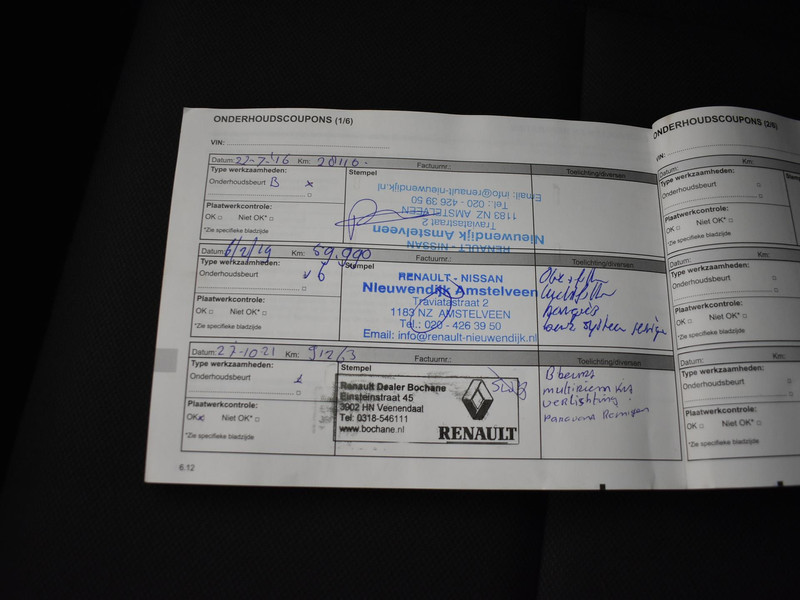 ONDERHOUDSCOUPONS (1/6)
VIN:
Datum: 27-7-'16 Km: 20110- Factuurnr.: Toelichting/diversen
Type werkzaamheden:
Stempel
Onderhoudsbeurt B x
Plaatwerkcontrole:
OK □ Niet OK* □
*Zie specifieke bladzijde
RENAULT - NISSAN
Nieuwendijk Amstelveen
Traviatastraat 2
1183 NZ AMSTELVEEN
Tel.: 020 - 426 39 50
Email: info@renault-nieuwendijk.nl
Datum: 6/2/19 Km: 59.990 Factuurnr.: Toelichting/diversen
Type werkzaamheden:
Stempel
Onderhoudsbeurt
Plaatwerkcontrole:
OK □ Niet OK* □
*Zie specifieke bladzijde
RENAULT - NISSAN
Nieuwendijk Amstelveen
Traviatastraat 2
1183 NZ AMSTELVEEN
Tel.: 020 - 426 39 50
Email: info@renault-nieuwendijk.nl
Datum: 27-10-21 Km: 91263 Factuurnr.: Toelichting/diversen
Type werkzaamheden:
Stempel
Onderhoudsbeurt
Plaatwerkcontrole:
OK Niet OK* □
*Zie specifieke bladzijde
Renault Dealer Bochane
Einsteinstraat 45
3902 HN Veenendaal
Tel: 0318-546111
www.bochane.nl
RENAULT
B beurt
multiriem kit
verlichting.
panavena Reinigen
6.12
ONDERHOUDSCOUPONS (2/6)
VIN:
Datum: Km:
Type werkzaamheden:
Onderhoudsbeurt
Plaatwerkcontrole:
OK □ Niet OK* □
*Zie specifieke bladzijde
Datum: Km:
Type werkzaamheden:
Onderhoudsbeurt
Plaatwerkcontrole:
OK □ Niet OK* □
*Zie specifieke bladzijde
Datum: Km:
Type werkzaamheden:
Onderhoudsbeurt
Plaatwerkcontrole:
OK □ Niet OK* □
*Zie specifieke bladzijde